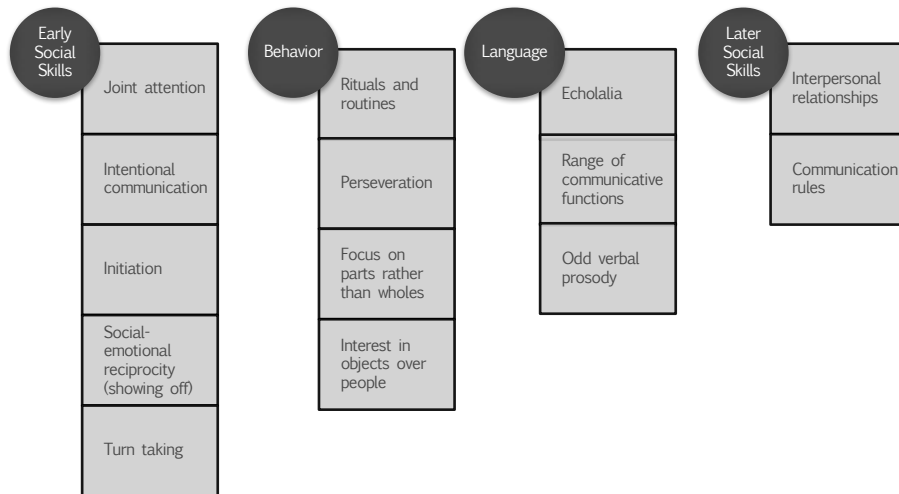 Early
Social
Skills
Joint attention
Intentional
communication
Initiation
Social-
emotional
reciprocity
(showing off)
Turn taking
Behavior
Rituals and
routines
Perseveration
Focus on
parts rather
than wholes
Interest in
objects over
people
Language
Echolalia
Range of
communicative
functions
Odd verbal
prosody
Later
Social
Skills
Interpersonal
relationships
Communication
rules